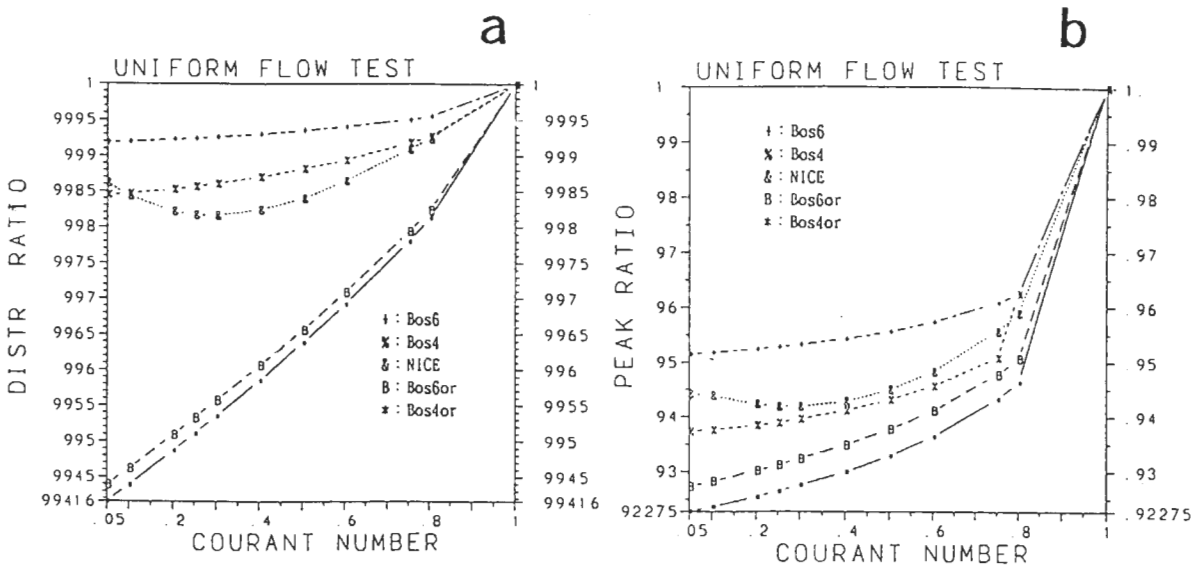 a
UNIFORM FLOW TEST
1
9995
999
9985
998
9975
997
9965
996
9955
995
9945
99416
DISTR RATIO
.05 .2 .4 .6 .8 1
COURANT NUMBER
1
.9995
.999
.9985
.998
.9975
.997
.9965
.996
.9955
.995
.9945
.99416
+ : Bos6
x : Bos4
& : NICE
B : Bos6or
* : Bos4or
b
UNIFORM FLOW TEST
1
99
98
97
96
95
94
93
92275
PEAK RATIO
.05 .2 .4 .6 .8 1
COURANT NUMBER
1.
.99
.98
.97
.96
.95
.94
.93
.92275
+ : Bos6
x : Bos4
& : NICE
B : Bos6or
* : Bos4or